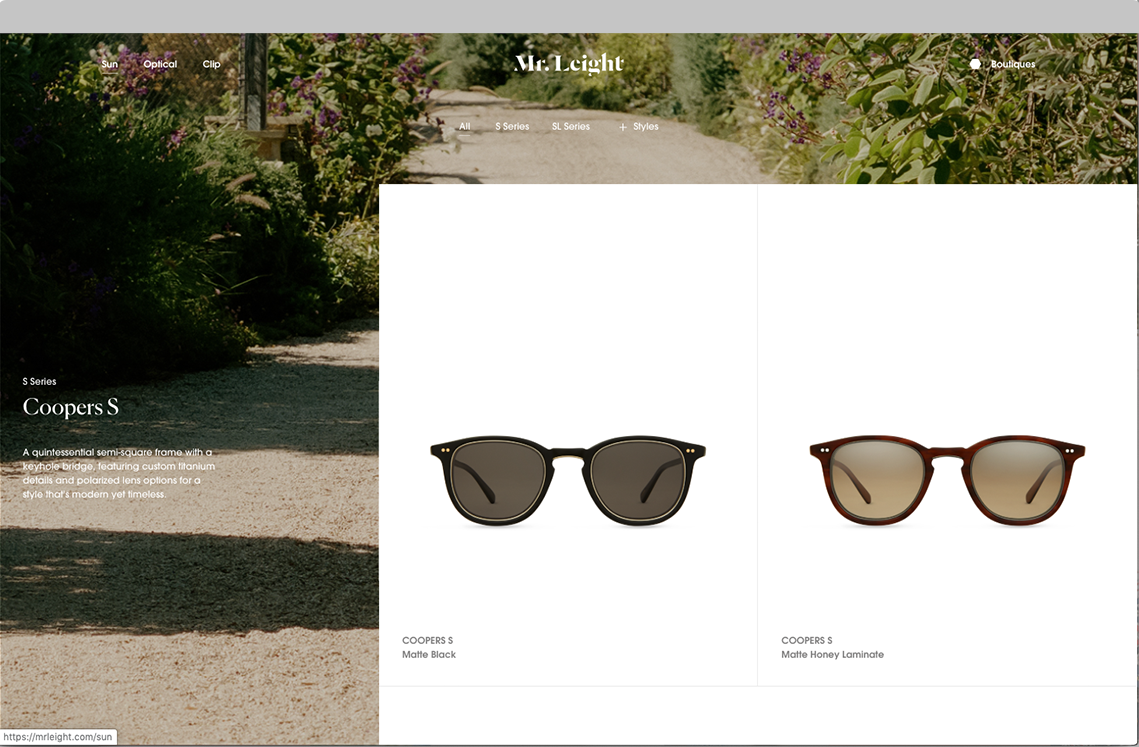 Sun Optical Clip Mr. Leight Boutiques
All S Series SL Series + Styles
S Series
Coopers S
A quintessential semi-square frame with a
keyhole bridge, featuring custom titanium
details and polarized lens options for a
style that's modern yet timeless.
COOPERS S
Matte Black
COOPERS S
Matte Honey Laminate
https://mrleight.com/sun